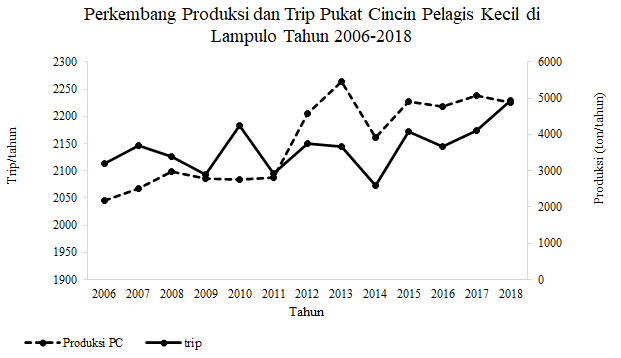 Perkembang Produksi dan Trip Pukat Cincin Pelagis Kecil di
Lampulo Tahun 2006-2018
2300
2250
2200
2150
2100
2050
2000
1950
1900
Trip/tahun
6000
5000
4000
3000
2000
1000
0
Produksi (ton/tahun)
2006 2007 2008 2009 2010 2011 2012 2013 2014 2015 2016 2017 2018
Tahun
Produksi PC trip